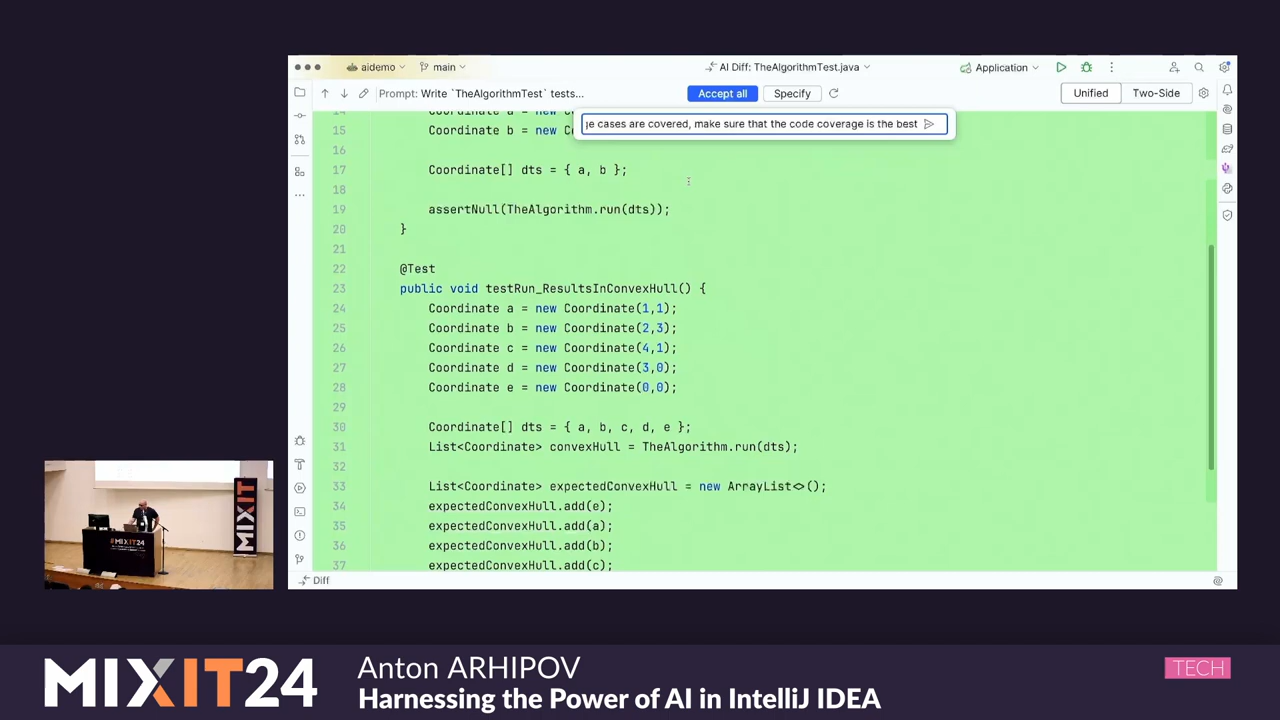 aidemo
main
AI Diff: TheAlgorithmTest.java
Application
Prompt: Write `TheAlgorithmTest` tests...
Accept all
Specify
Unified
Two-Side
ge cases are covered, make sure that the code coverage is the best
15 Coordinate b = new Co
16
17 Coordinate[] dts = { a, b };
18
19 assertNull(TheAlgorithm.run(dts));
20 }
21
22 @Test
23 public void testRun_ResultsInConvexHull() {
24 Coordinate a = new Coordinate(1,1);
25 Coordinate b = new Coordinate(2,3);
26 Coordinate c = new Coordinate(4,1);
27 Coordinate d = new Coordinate(3,0);
28 Coordinate e = new Coordinate(0,0);
29
30 Coordinate[] dts = { a, b, c, d, e };
31 List<Coordinate> convexHull = TheAlgorithm.run(dts);
32
33 List<Coordinate> expectedConvexHull = new ArrayList<>();
34 expectedConvexHull.add(e);
35 expectedConvexHull.add(a);
36 expectedConvexHull.add(b);
37 expectedConvexHull.add(c);
Diff
MIXIT
#MIXIT24
MIXIT24
Anton ARHIPOV
Harnessing the Power of AI in IntelliJ IDEA
TECH